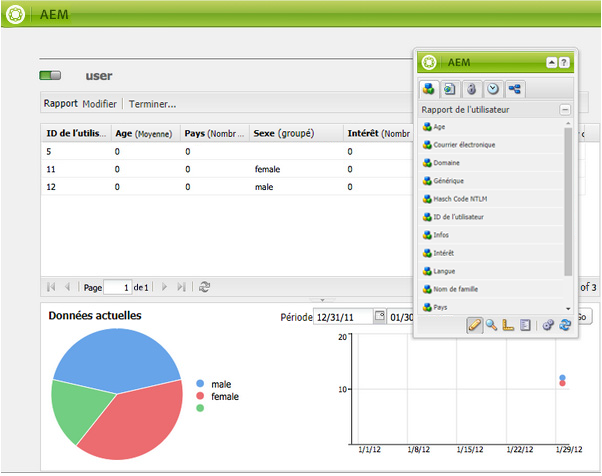 AEM
user
Rapport Modifier Terminer...
ID de l'utilis... Age (Moyenne) Pays (Nombr Sexe (groupé) Intérêt (Nombr
5 0 0 0
11 0 0 female 0
12 0 0 male 0
Page 1 de 1 of 3
Données actuelles
male
female
Période 12/31/11 01/30 Go
20
10
1/1/12 1/8/12 1/15/12 1/22/12 1/29/12
AEM
Rapport de l'utilisateur
Age
Courrier électronique
Domaine
Générique
Hasch Code NTLM
ID de l'utilisateur
Infos
Intérêt
Langue
Nom de famille
Pays